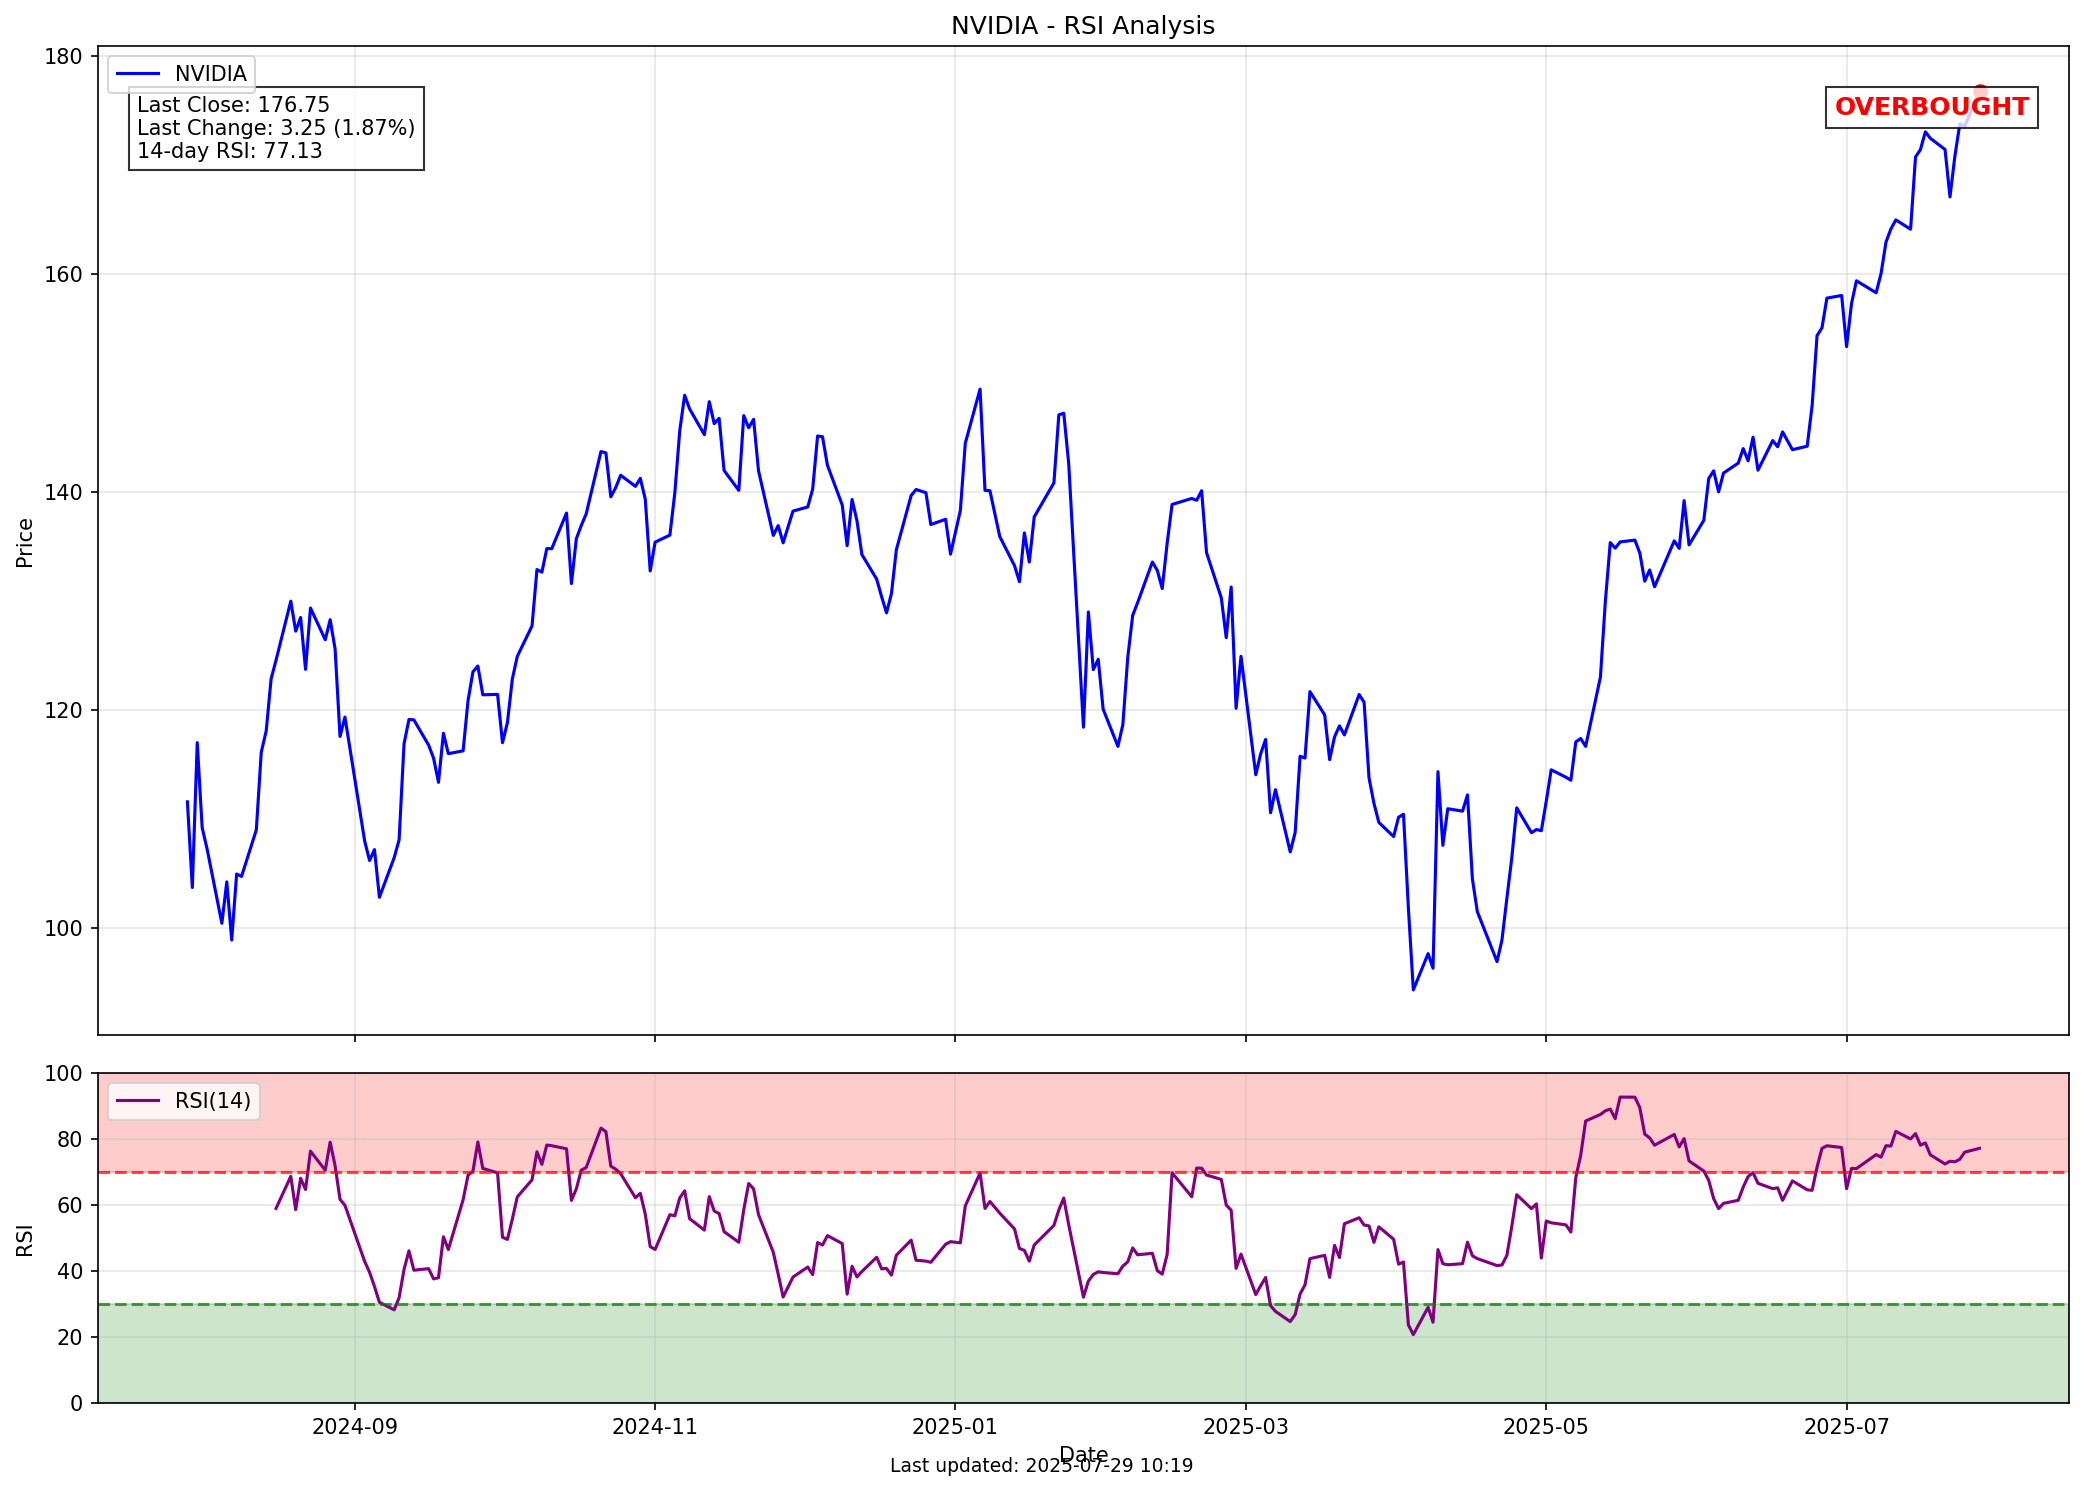 NVIDIA - RSI Analysis
180
NVIDIA
Last Close: 176.75
Last Change: 3.25 (1.87%)
14-day RSI: 77.13
OVERBOUGHT
160
140
120
100
Price
100
RSI(14)
80
60
40
20
0
RSI
2024-09
2024-11
2025-01
2025-03
2025-05
2025-07
Date
Last updated: 2025-07-29 10:19